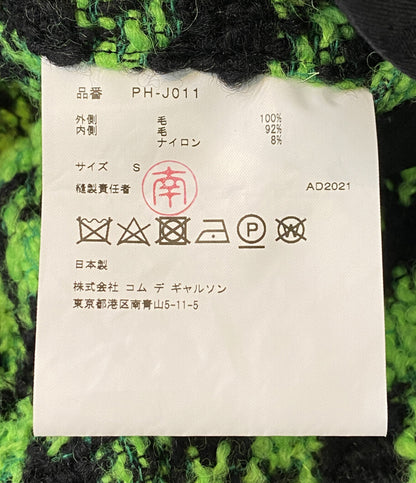 品番 PH-J011
外側 毛 100%
内側 毛 92%
ナイロン 8%
サイズ S
縫製責任者 南 AD2021
P W
日本製
株式会社 コム デ ギャルソン
東京都港区南青山5-11-5